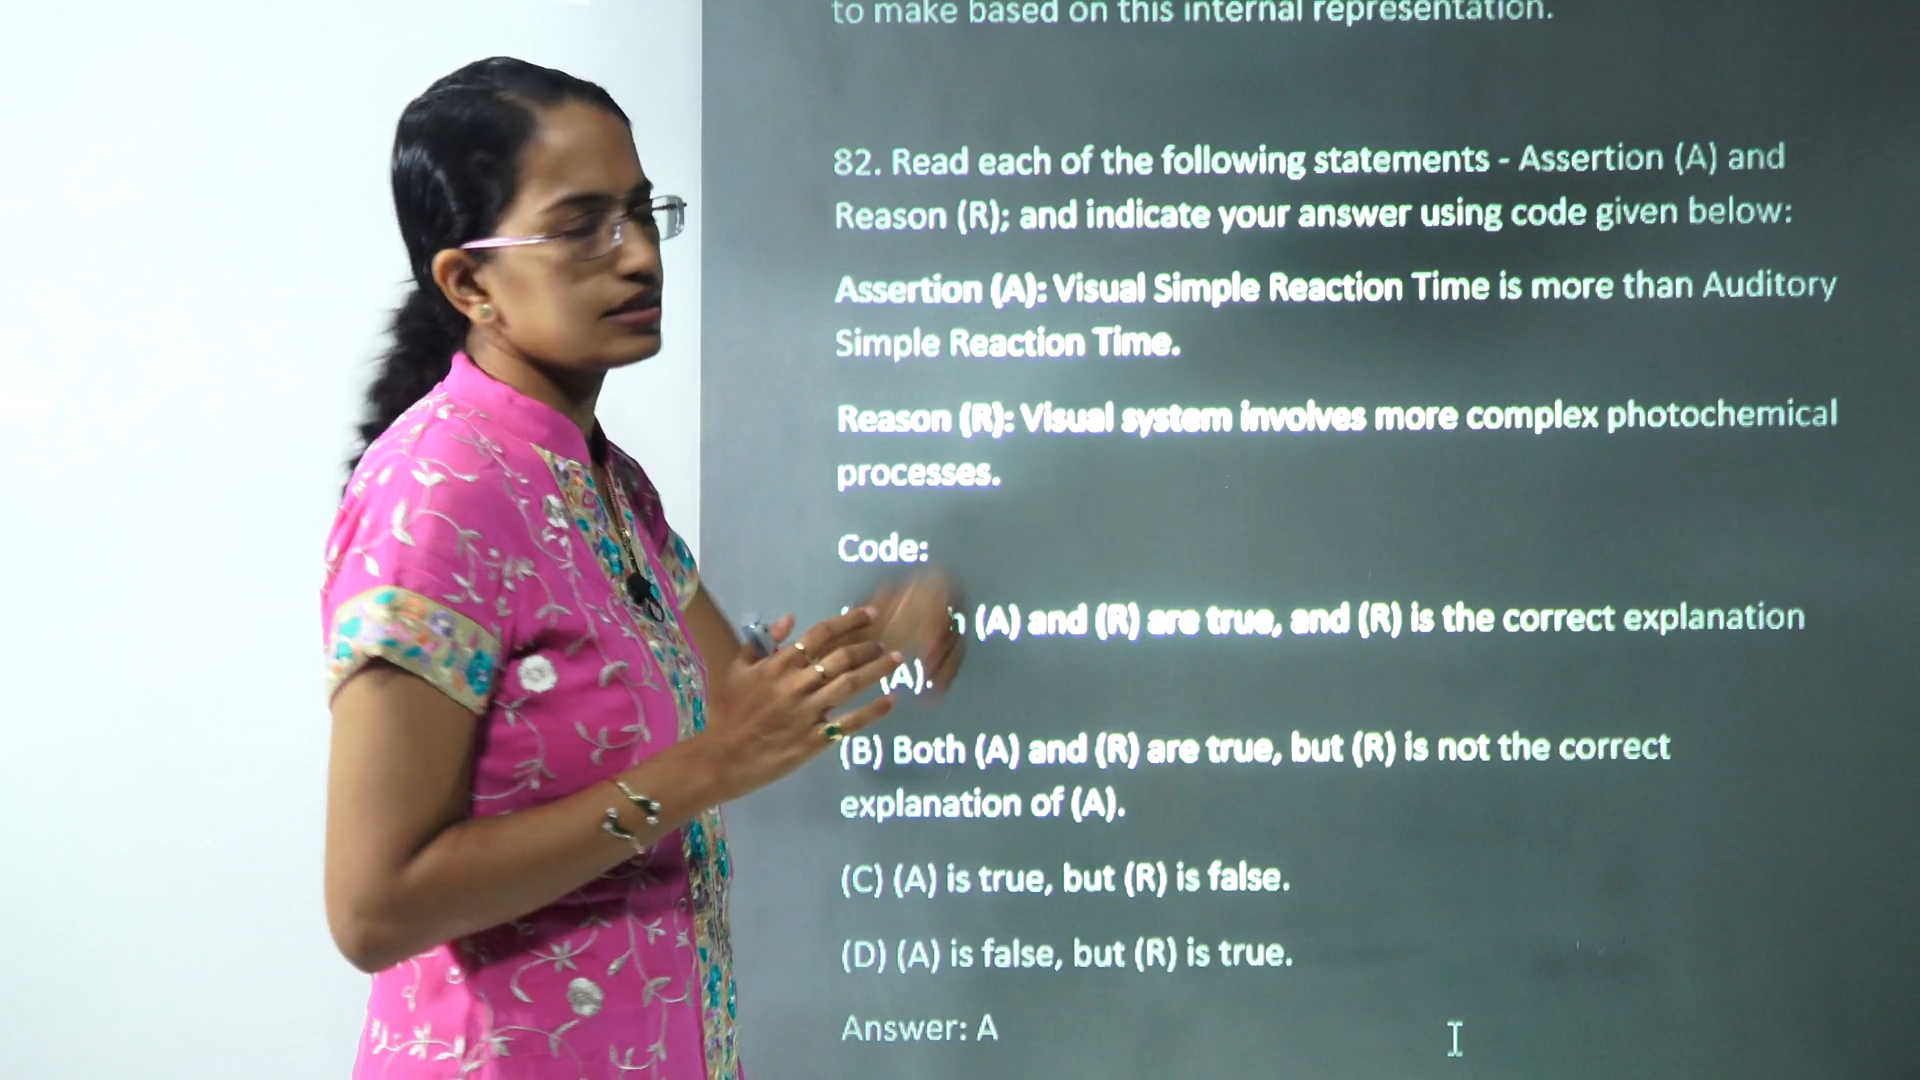 to make based on this internal representation.
82. Read each of the following statements - Assertion (A) and
Reason (R); and indicate your answer using code given below:
Assertion (A): Visual Simple Reaction Time is more than Auditory
Simple Reaction Time.
Reason (R): Visual system involves more complex photochemical
processes.
Code:
(A) and (R) are true, and (R) is the correct explanation
(A).
(B) Both (A) and (R) are true, but (R) is not the correct
explanation of (A).
(C) (A) is true, but (R) is false.
(D) (A) is false, but (R) is true.
Answer: A